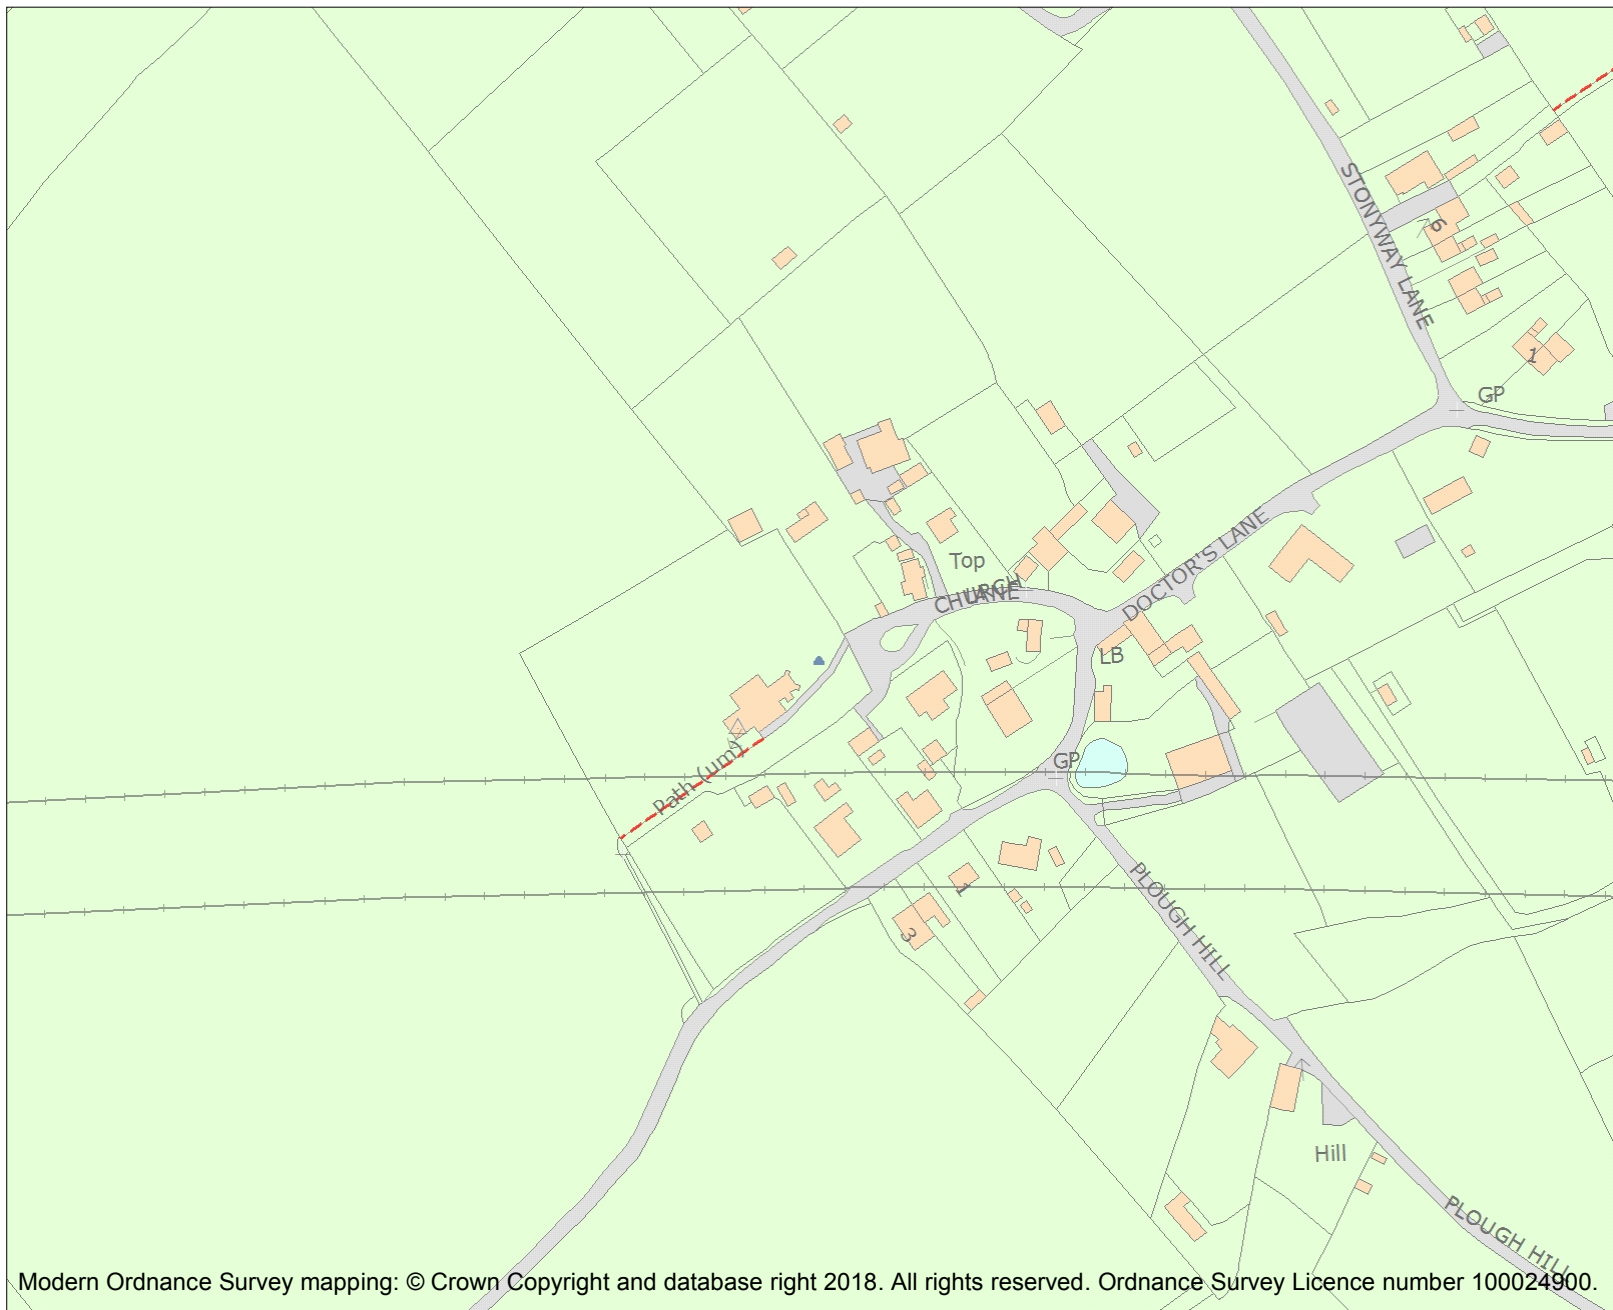 STONYWAY LANE
6
1
GP
DOCTOR'S LANE
Top
CHURCH
LANE
LB
GP
Path (um)
PLOUGH HILL
1
3
Hill
PLOUGH HILL
Modern Ordnance Survey mapping: © Crown Copyright and database right 2018. All rights reserved. Ordnance Survey Licence number 100024900.